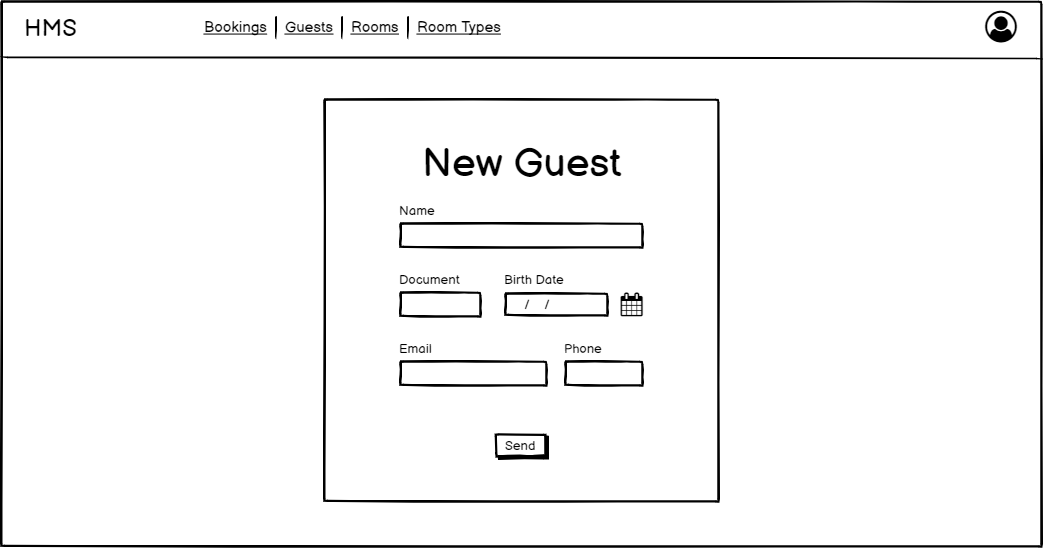 HMS Bookings Guests Rooms Room Types
New Guest
Name
Document Birth Date
/ /
Email Phone
Send